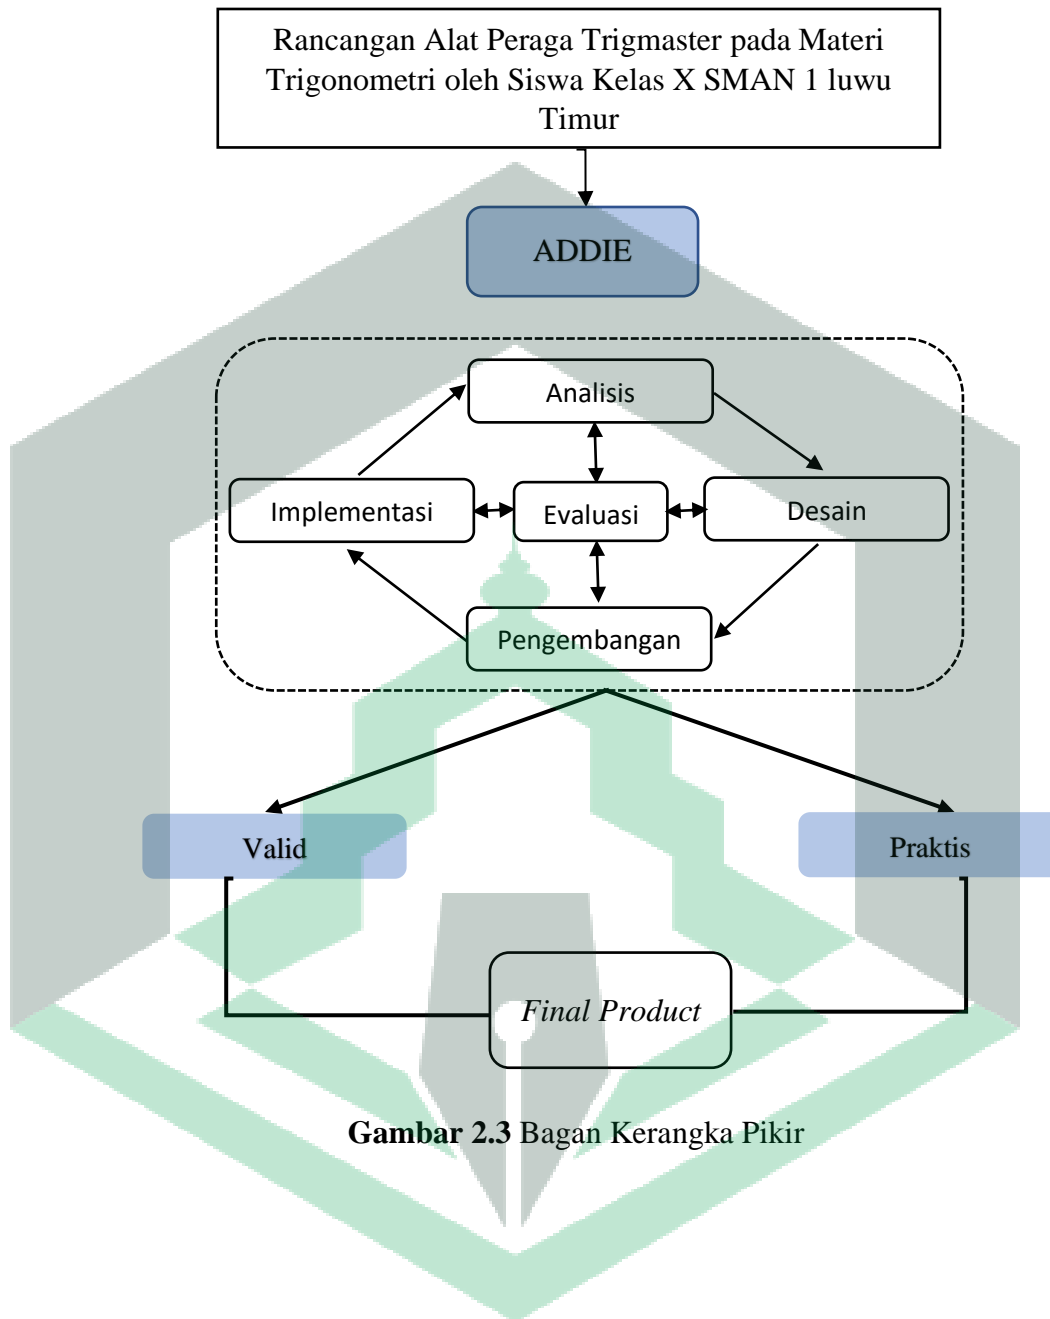 Rancangan Alat Peraga Trigmaster pada Materi
Trigonometri oleh Siswa Kelas X SMAN 1 luwu
Timur
ADDIE
Analisis
Implementasi
Evaluasi
Desain
Pengembangan
Valid
Praktis
Final Product
Gambar 2.3 Bagan Kerangka Pikir